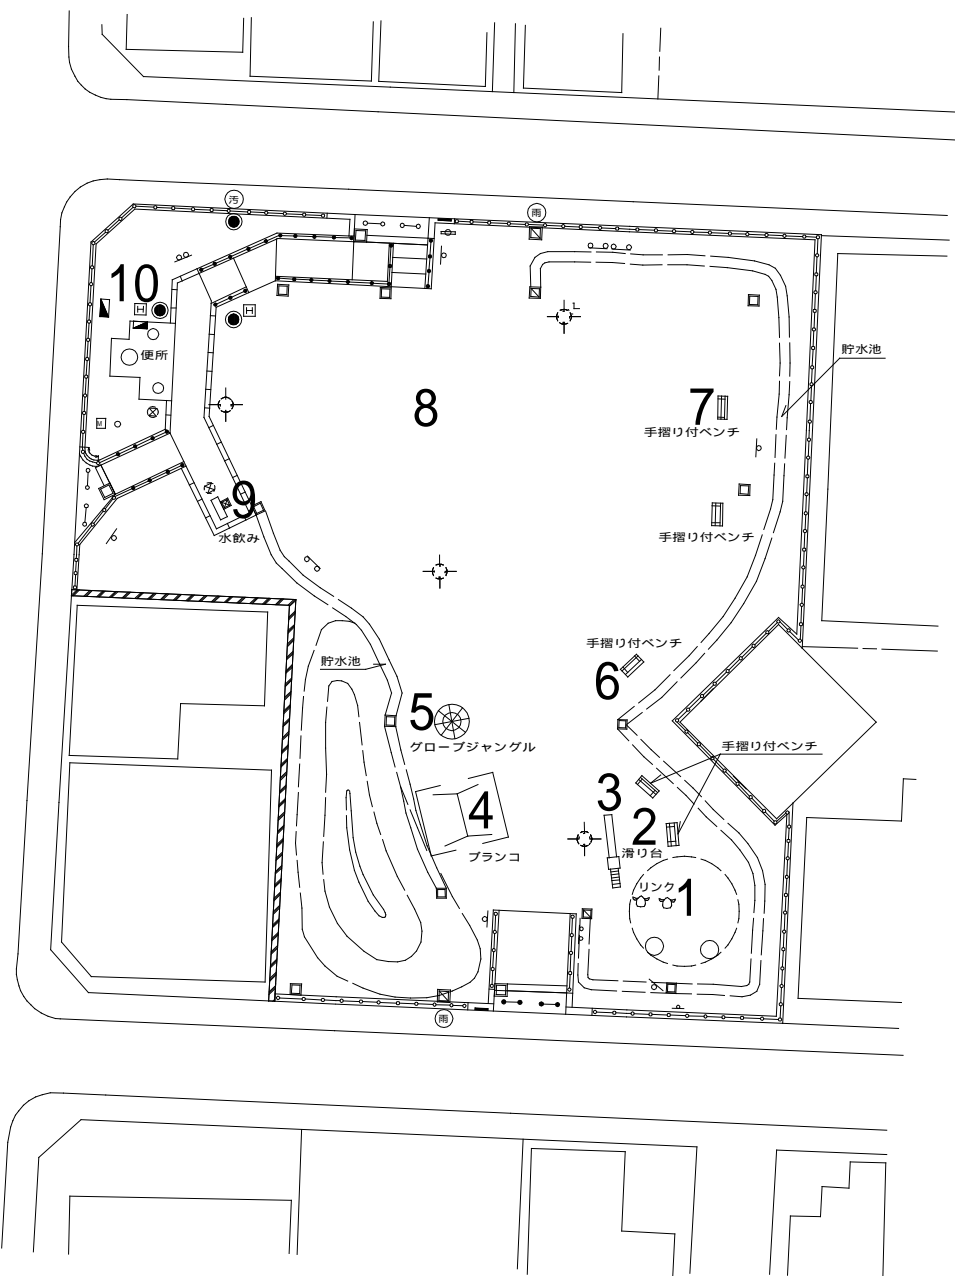 汚
雨
10
H
H
便所
M
8
7
手摺り付ベンチ
貯水池
手摺り付ベンチ
9
水飲み
手摺り付ベンチ
6
貯水池
5
グローブジャングル
手摺り付ベンチ
3
4
2
ブランコ
滑り台
リンク
1
雨